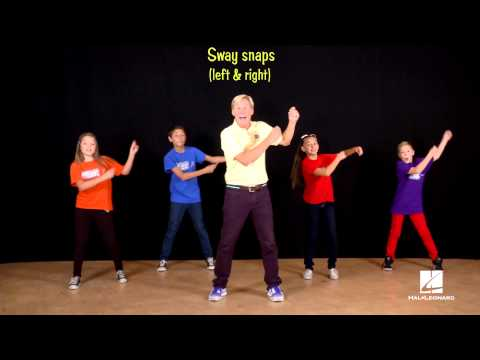 Sway snaps
(left & right)
HAL•LEONARD